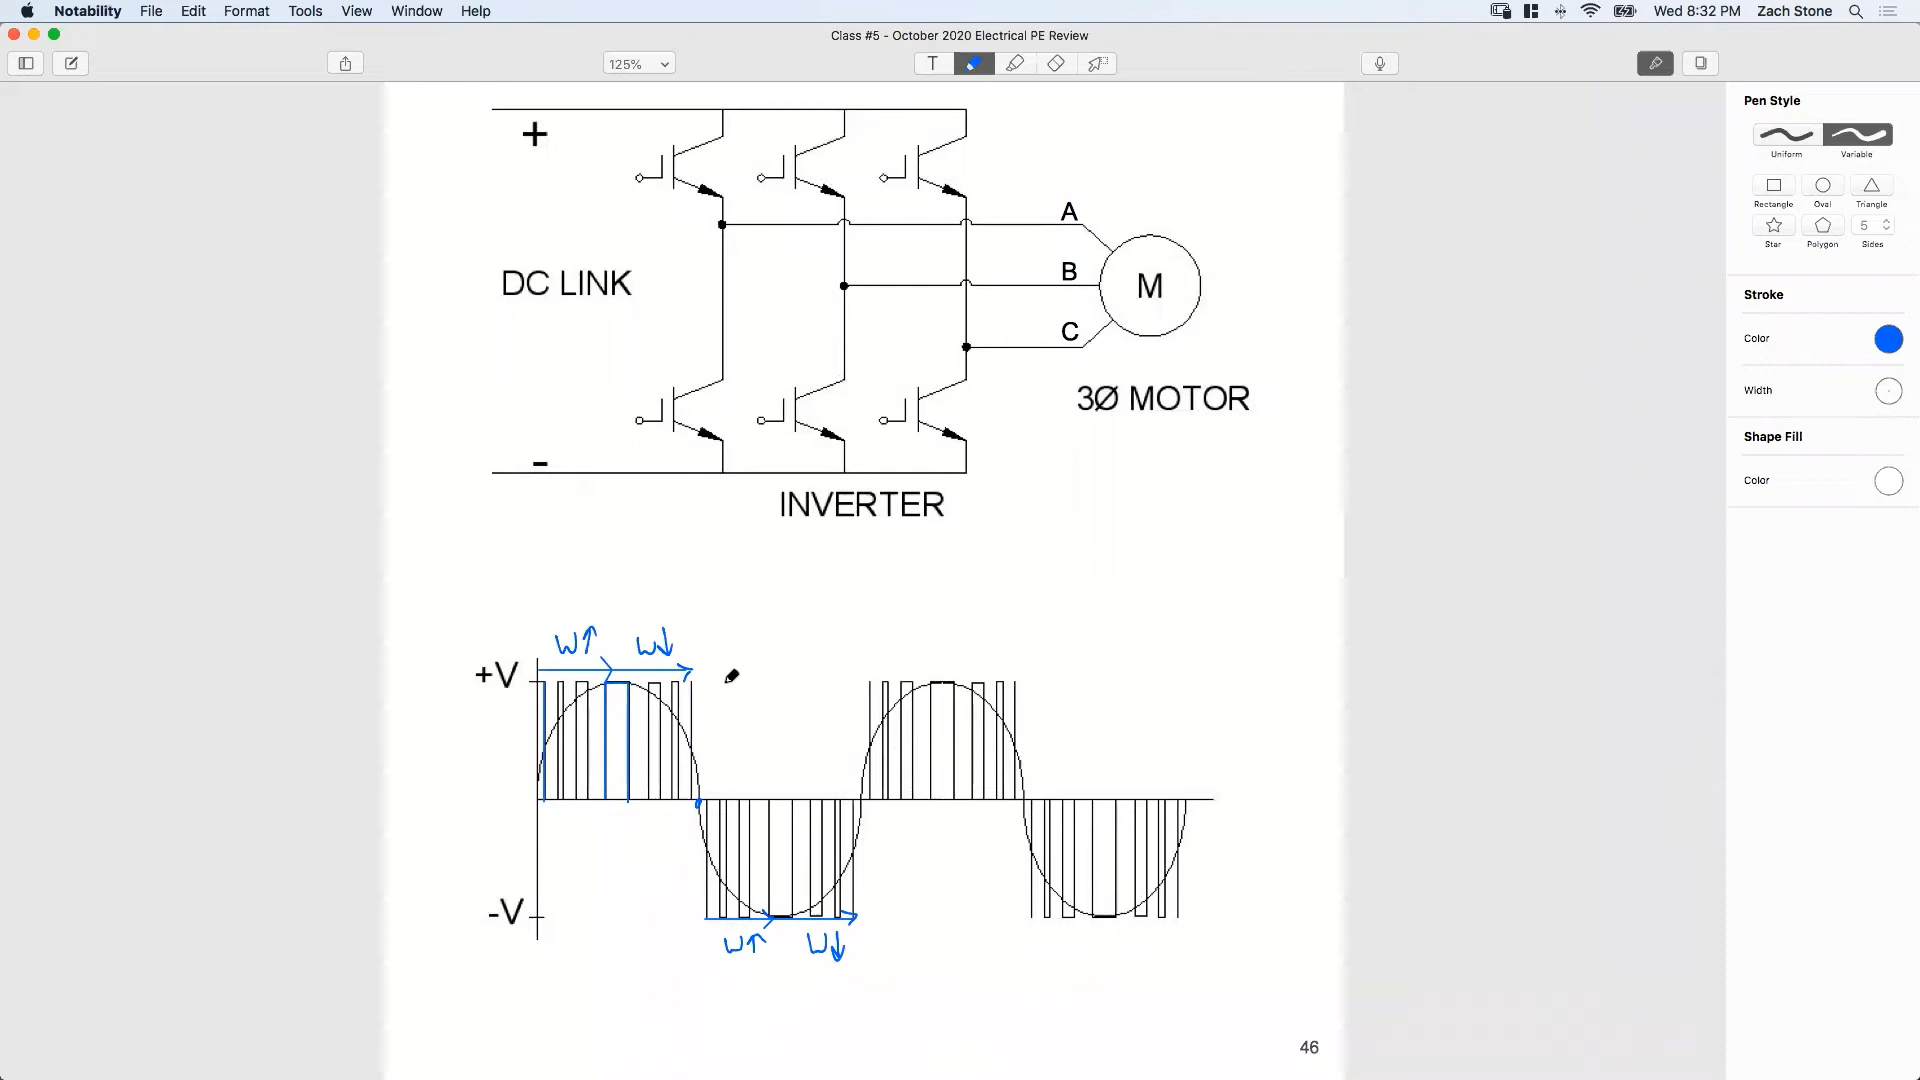 Notability File Edit Format Tools View Window Help Wed 8:32 PM Zach Stone
Class #5 - October 2020 Electrical PE Review
125% T
Pen Style
Uniform Variable
Rectangle Oval Triangle
5
Star Polygon Sides
Stroke
Color
Width
Shape Fill
Color
+
A
DC LINK
B
M
C
3Ø MOTOR
-
INVERTER
W↑ W↓
+V
-V
W↑ W↓
46